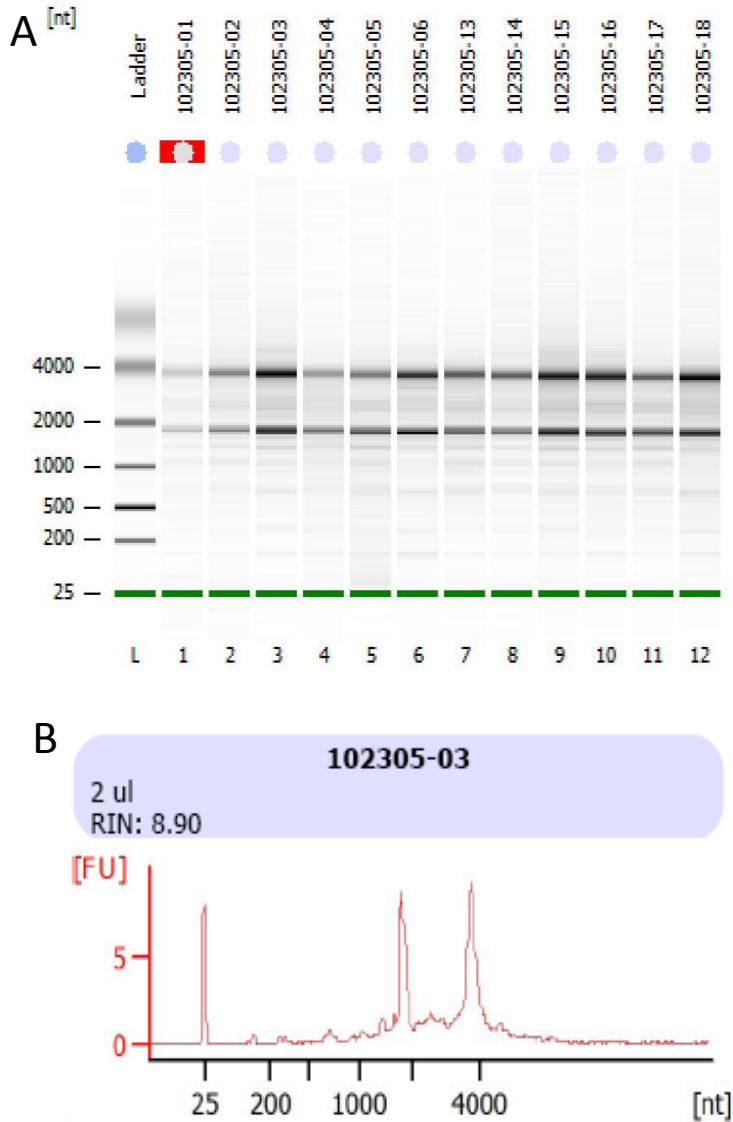 A
[nt]
Ladder
102305-01
102305-02
102305-03
102305-04
102305-05
102305-06
102305-13
102305-14
102305-15
102305-16
102305-17
102305-18
4000
2000
1000
500
200
25
L 1 2 3 4 5 6 7 8 9 10 11 12
B
102305-03
2 ul
RIN: 8.90
[FU]
5
0
25 200 1000 4000 [nt]